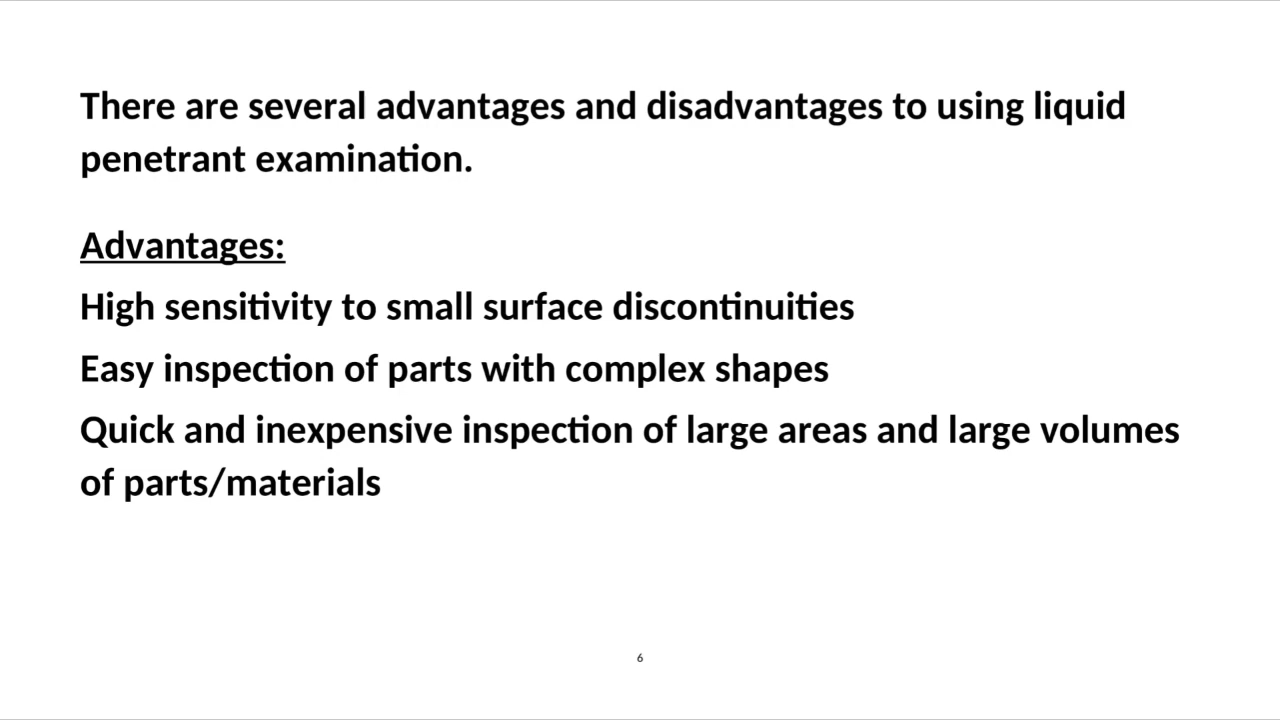 There are several advantages and disadvantages to using liquid
penetrant examination.
Advantages:
High sensitivity to small surface discontinuities
Easy inspection of parts with complex shapes
Quick and inexpensive inspection of large areas and large volumes
of parts/materials
6